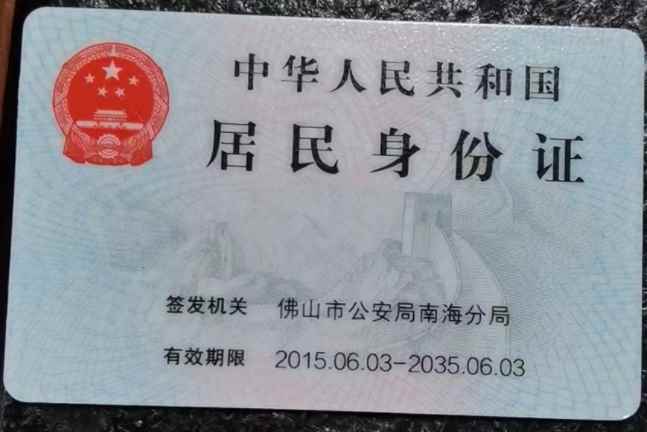 中华人民共和国
居民身份证
签发机关 佛山市公安局南海分局
有效期限 2015.06.03-2035.06.03